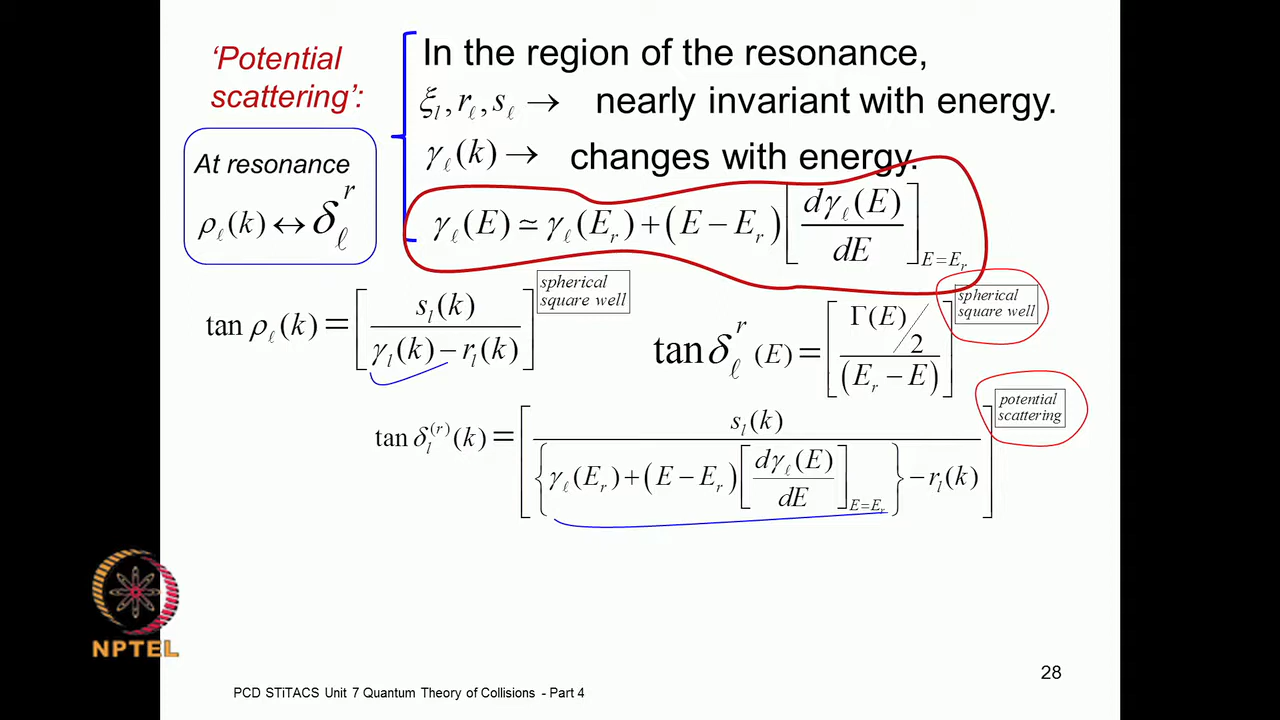 ‘Potential scattering’:
In the region of the resonance,
ξ_l, r_ℓ, s_ℓ → nearly invariant with energy.
γ_ℓ(k) → changes with energy.
At resonance
ρ_ℓ(k) ↔ δ_ℓ^r
γ_ℓ(E) ≃ γ_ℓ(E_r) + (E − E_r) [dγ_ℓ(E)/dE]_{E=E_r}
tan ρ_ℓ(k) = [s_l(k) / (γ_l(k) − r_l(k))]^{spherical square well}
tan δ_ℓ^r (E) = [(Γ(E)/2) / (E_r − E)]^{spherical square well}
tan δ_l^{(r)}(k) = [s_l(k) / ({γ_ℓ(E_r) + (E − E_r) [dγ_ℓ(E)/dE]_{E=E_r}} − r_l(k))]^{potential scattering}
NPTEL
28
PCD STiTACS Unit 7 Quantum Theory of Collisions - Part 4